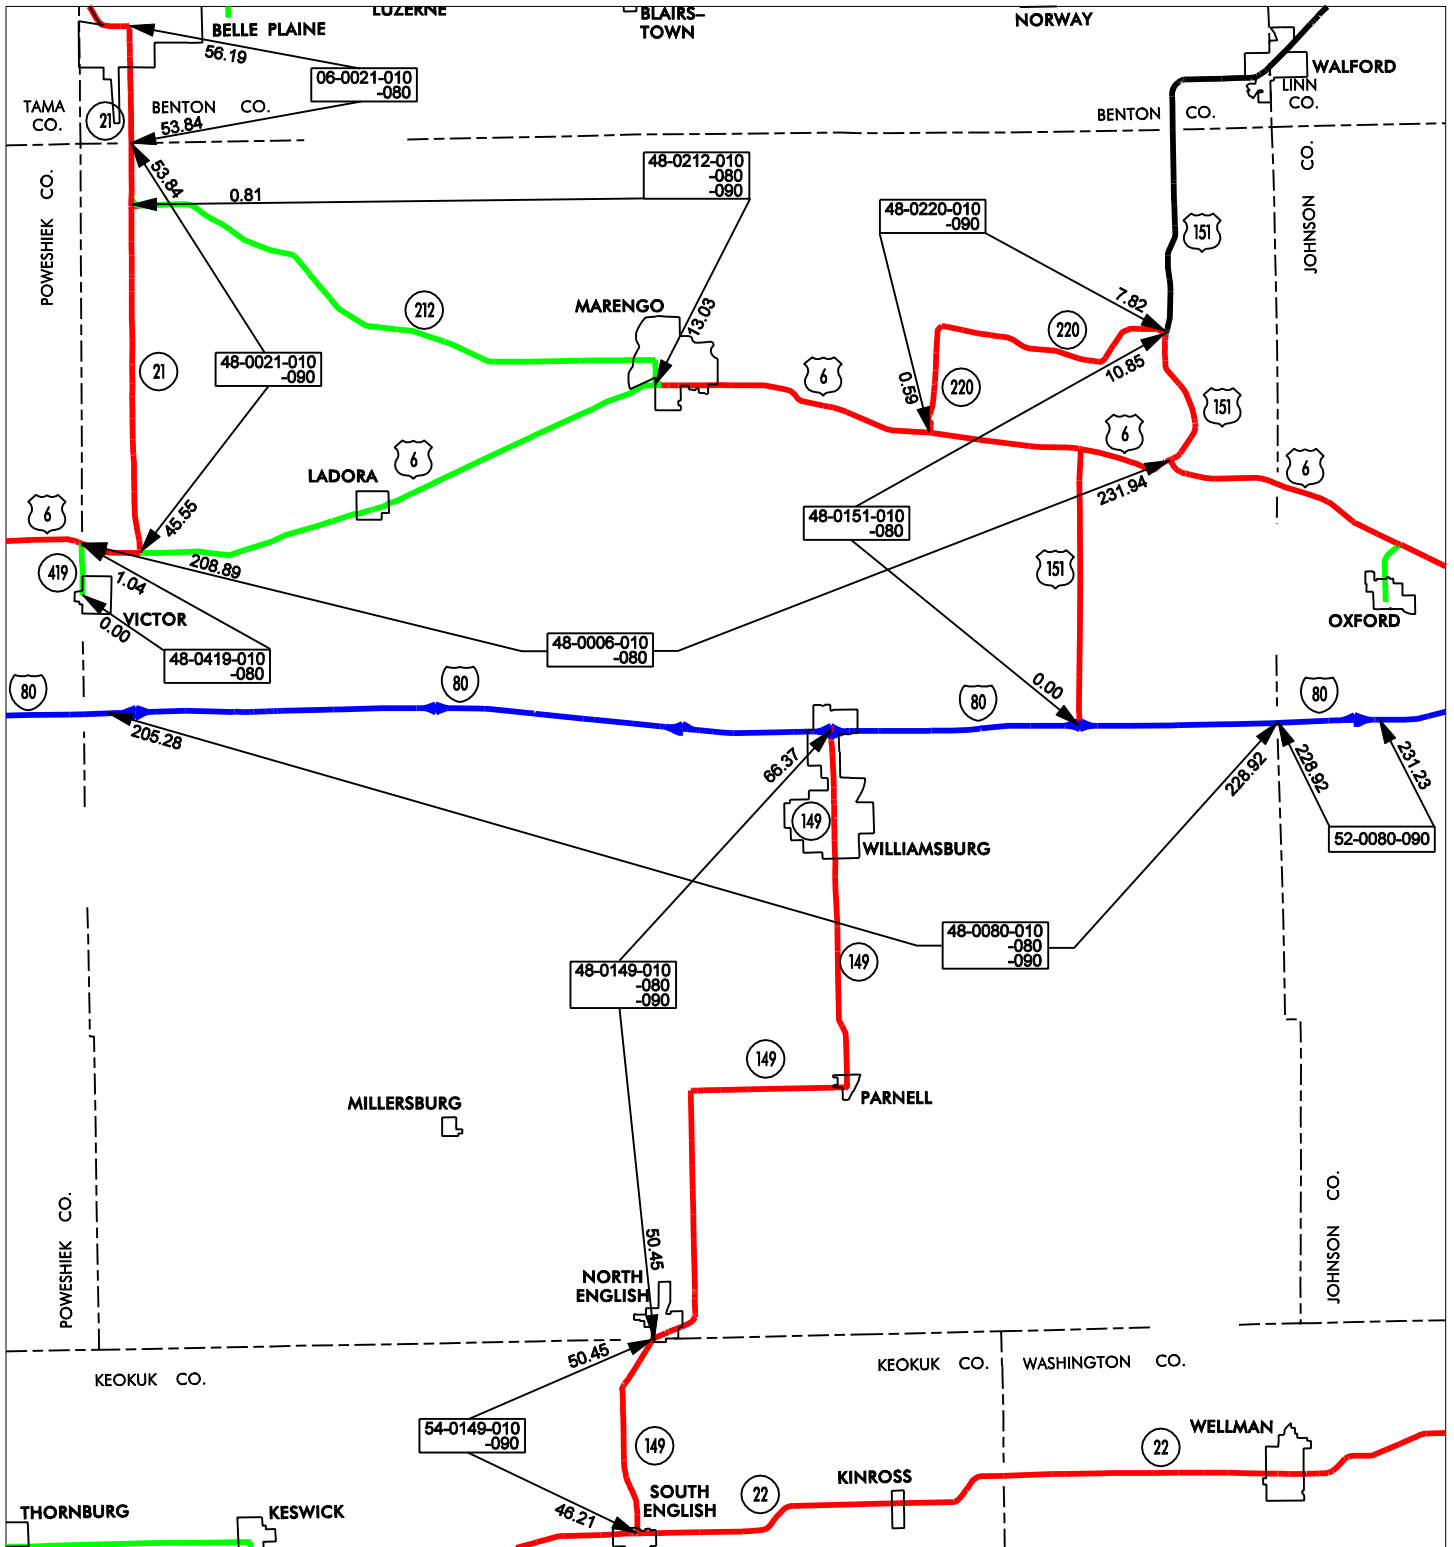 LUZERNE
BLAIRS–
TOWN
NORWAY
BELLE PLAINE
56.19
06-0021-010
-080
WALFORD
LINN
CO.
TAMA
CO.
21
BENTON CO.
53.84
BENTON CO.
53.84
48-0212-010
-080
-090
0.81
48-0220-010
-090
POWESHIEK CO.
JOHNSON CO.
151
212
MARENGO
13.03
7.82
220
21
48-0021-010
-090
6
0.59
220
10.85
151
6
6
LADORA
6
6
45.55
231.94
48-0151-010
-080
419
1.04
208.89
151
0.00
VICTOR
OXFORD
48-0419-010
-080
48-0006-010
-080
80
80
80
80
0.00
205.28
66.37
228.92
228.92
231.23
149
WILLIAMSBURG
52-0080-090
48-0080-010
-080
-090
48-0149-010
-080
-090
149
149
PARNELL
MILLERSBURG
POWESHIEK CO.
JOHNSON CO.
50.45
NORTH
ENGLISH
50.45
KEOKUK CO.
KEOKUK CO.
WASHINGTON CO.
54-0149-010
-090
149
WELLMAN
22
KINROSS
SOUTH
ENGLISH
22
46.21
THORNBURG
KESWICK